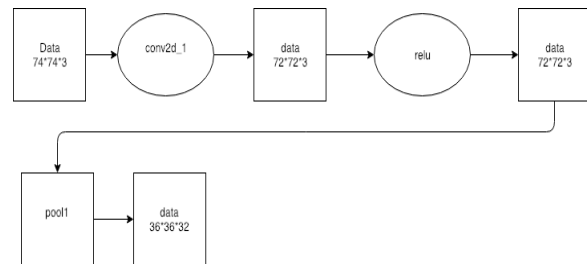 Data
74*74*3
conv2d_1
data
72*72*3
relu
data
72*72*3
pool1
data
36*36*32